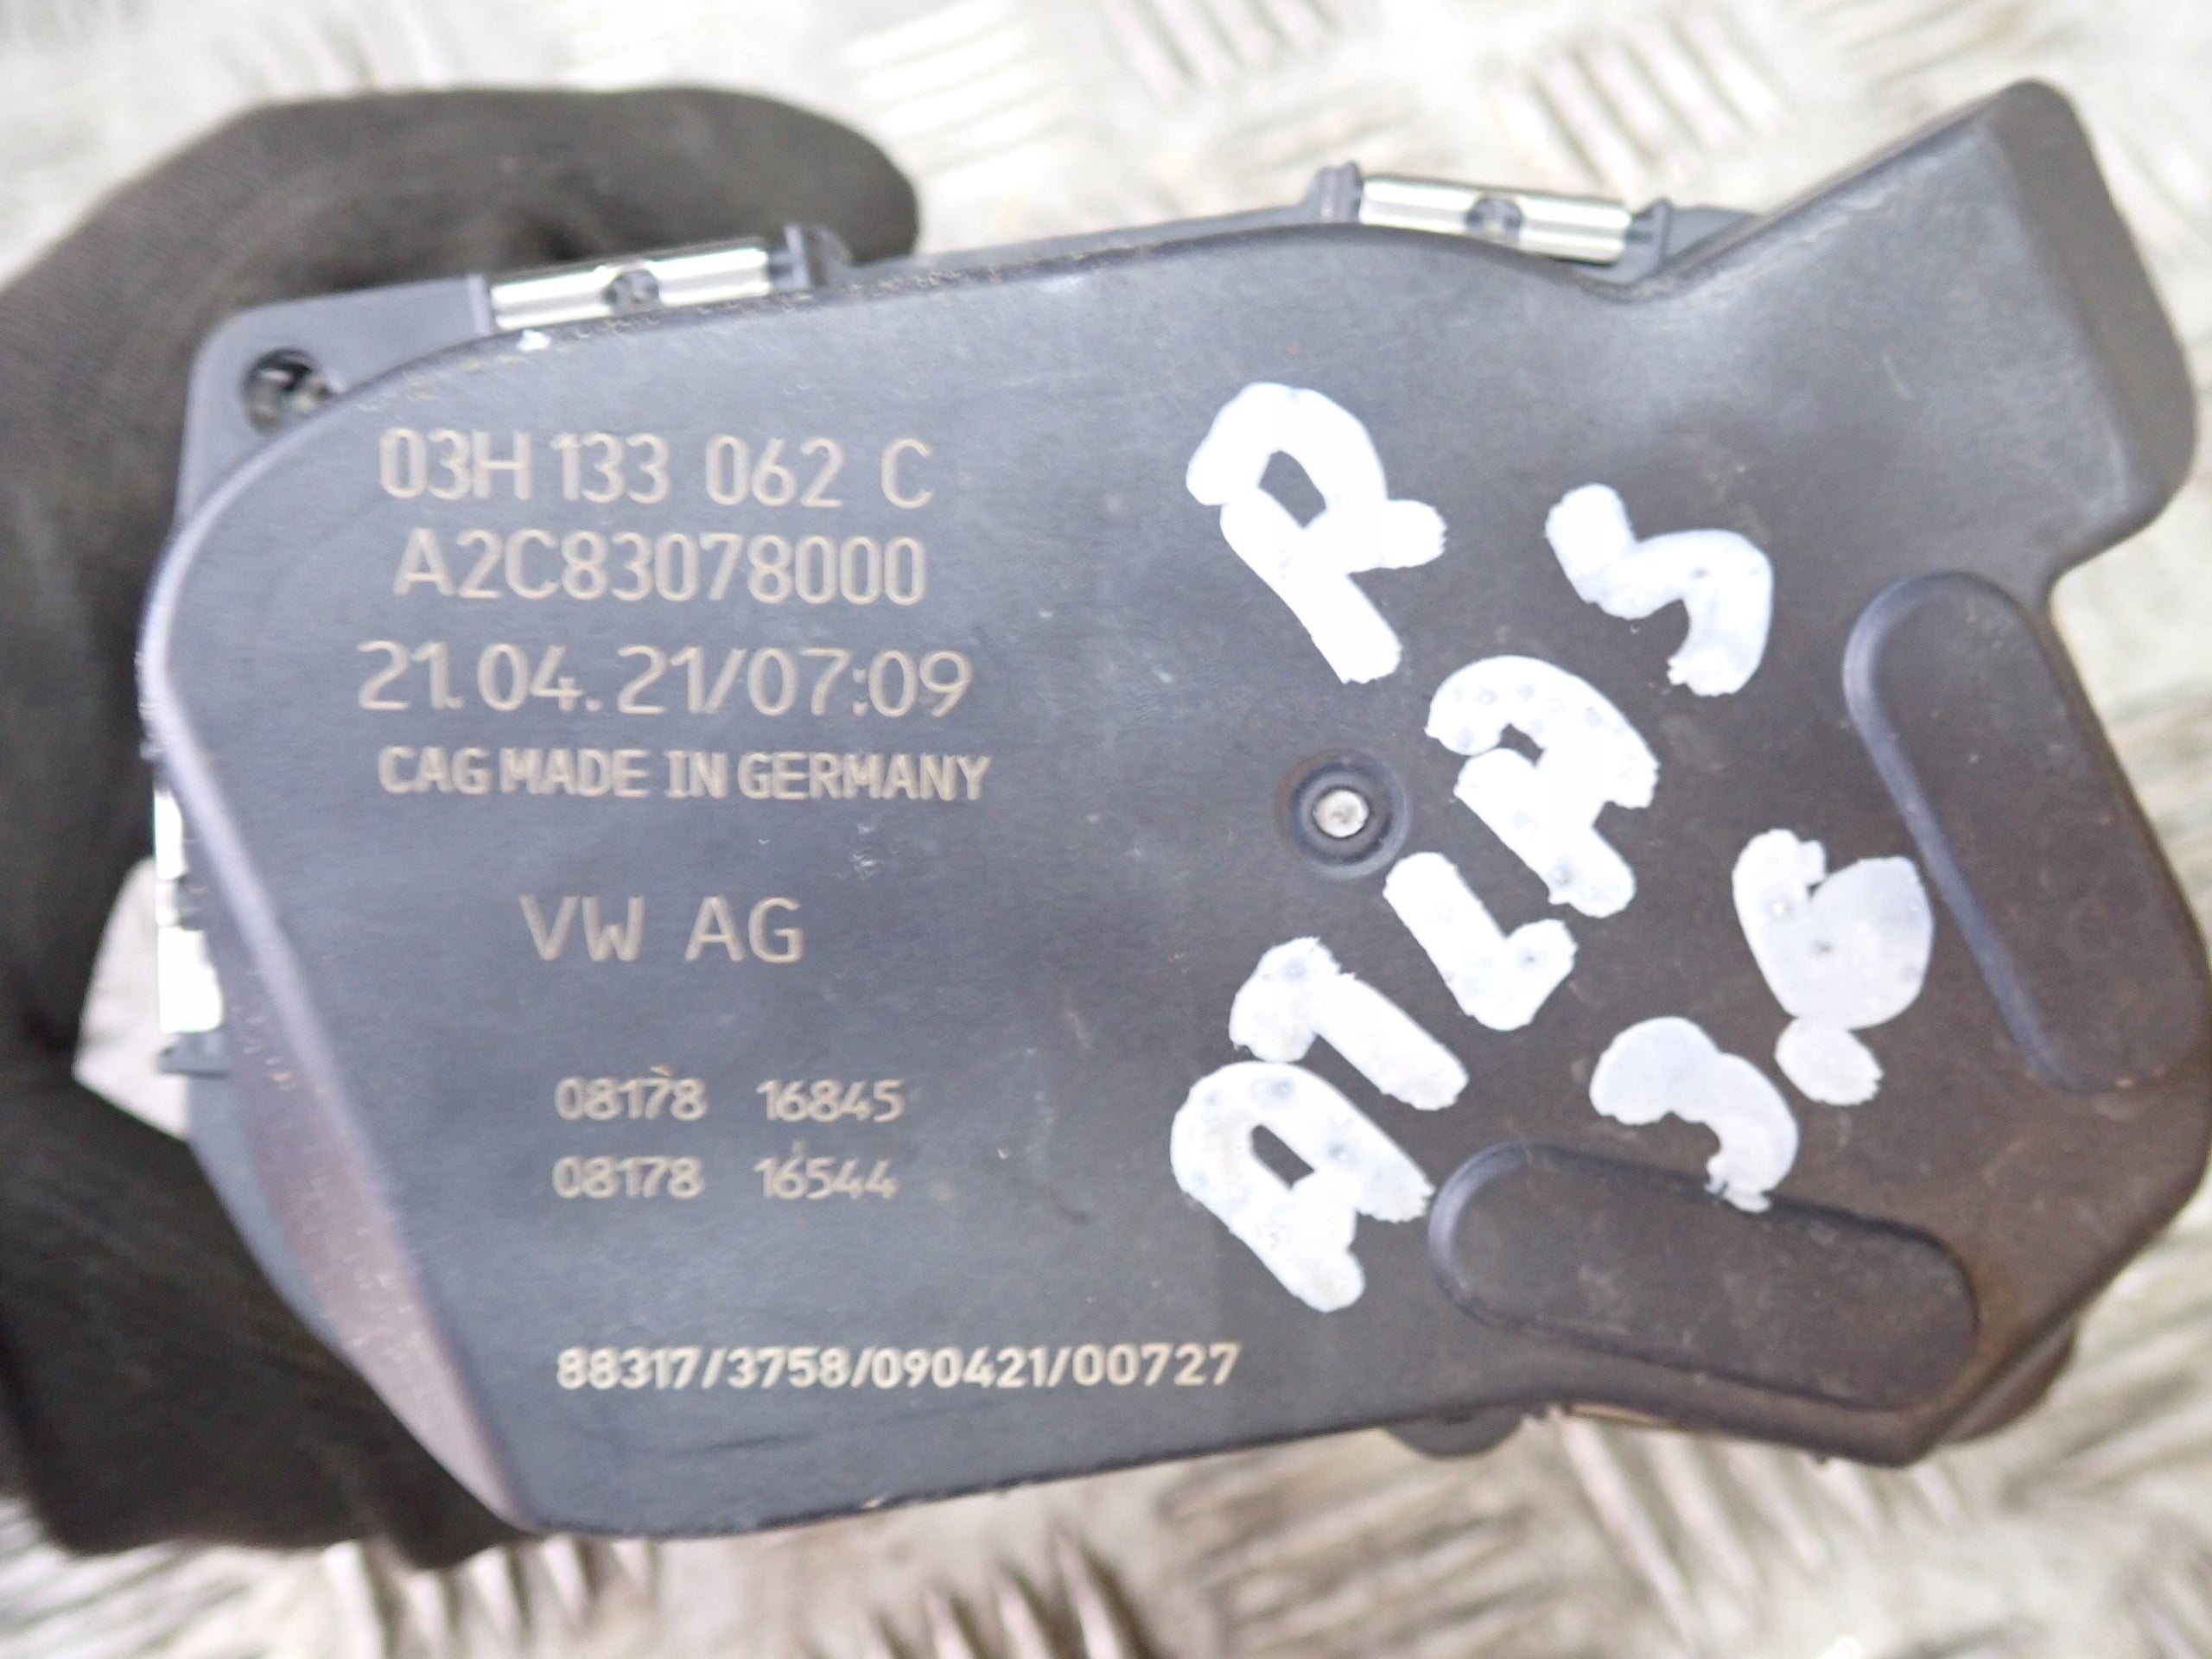 03H 133 062 C
A2C83078000
21.04.21/07:09
CAG MADE IN GERMANY
VW AG
08178 16845
08178 16544
88317/3758/090421/00727
R
ATLAS
3.6